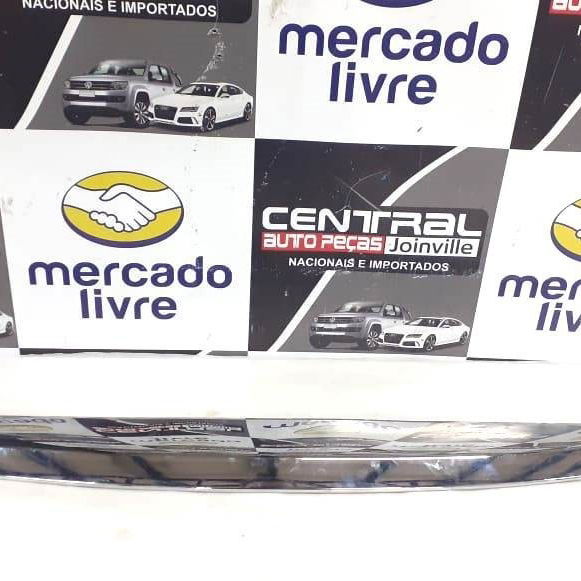 NACIONAIS E IMPORTADOS
mercado
livre
mercado
livre
CENTRAL
AUTO PEÇAS Joinville
NACIONAIS E IMPORTADOS
mer
liv